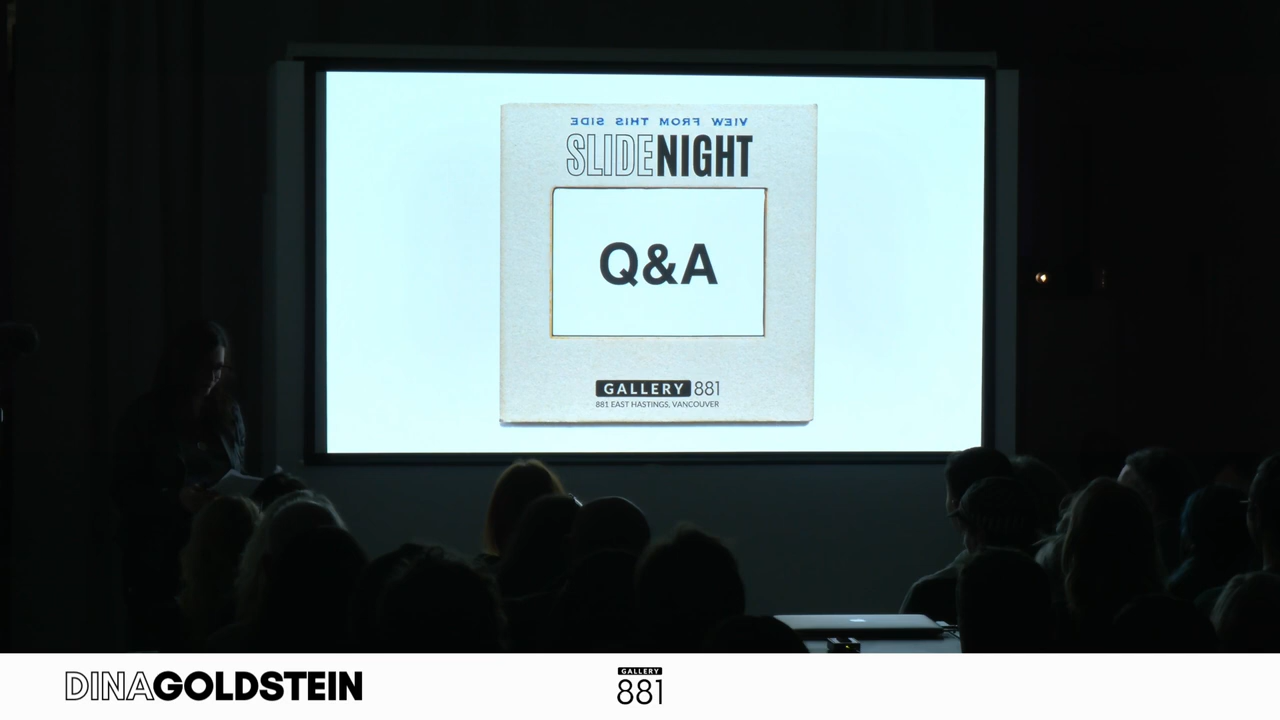 VIEW FROM THIS SIDE
SLIDENIGHT
Q&A
GALLERY 881
881 EAST HASTINGS, VANCOUVER
DINAGOLDSTEIN
GALLERY
881